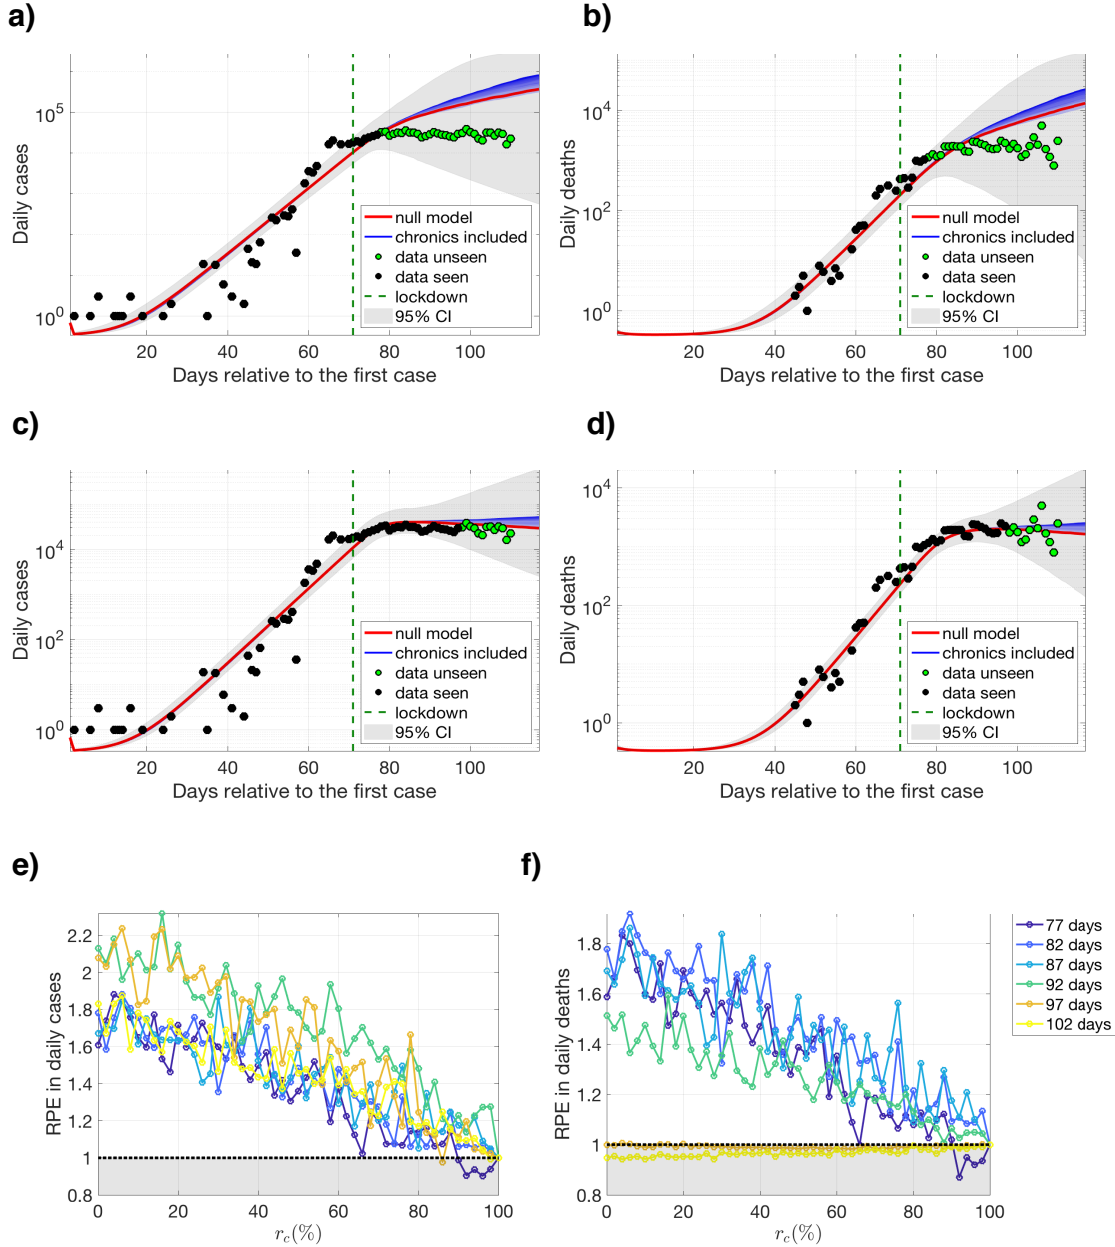 a)
b)
Daily cases
10^5
10^0
20
40
60
80
100
Days relative to the first case
null model
chronics included
data unseen
data seen
lockdown
95% CI
Daily deaths
10^4
10^2
10^0
20
40
60
80
100
Days relative to the first case
null model
chronics included
data unseen
data seen
lockdown
95% CI
c)
d)
Daily cases
10^4
10^2
10^0
20
40
60
80
100
Days relative to the first case
null model
chronics included
data unseen
data seen
lockdown
95% CI
Daily deaths
10^4
10^2
10^0
20
40
60
80
100
Days relative to the first case
null model
chronics included
data unseen
data seen
lockdown
95% CI
e)
f)
RPE in daily cases
2.2
2
1.8
1.6
1.4
1.2
1
0.8
0
20
40
60
80
100
r_c(%)
RPE in daily deaths
1.8
1.6
1.4
1.2
1
0.8
0
20
40
60
80
100
r_c(%)
77 days
82 days
87 days
92 days
97 days
102 days